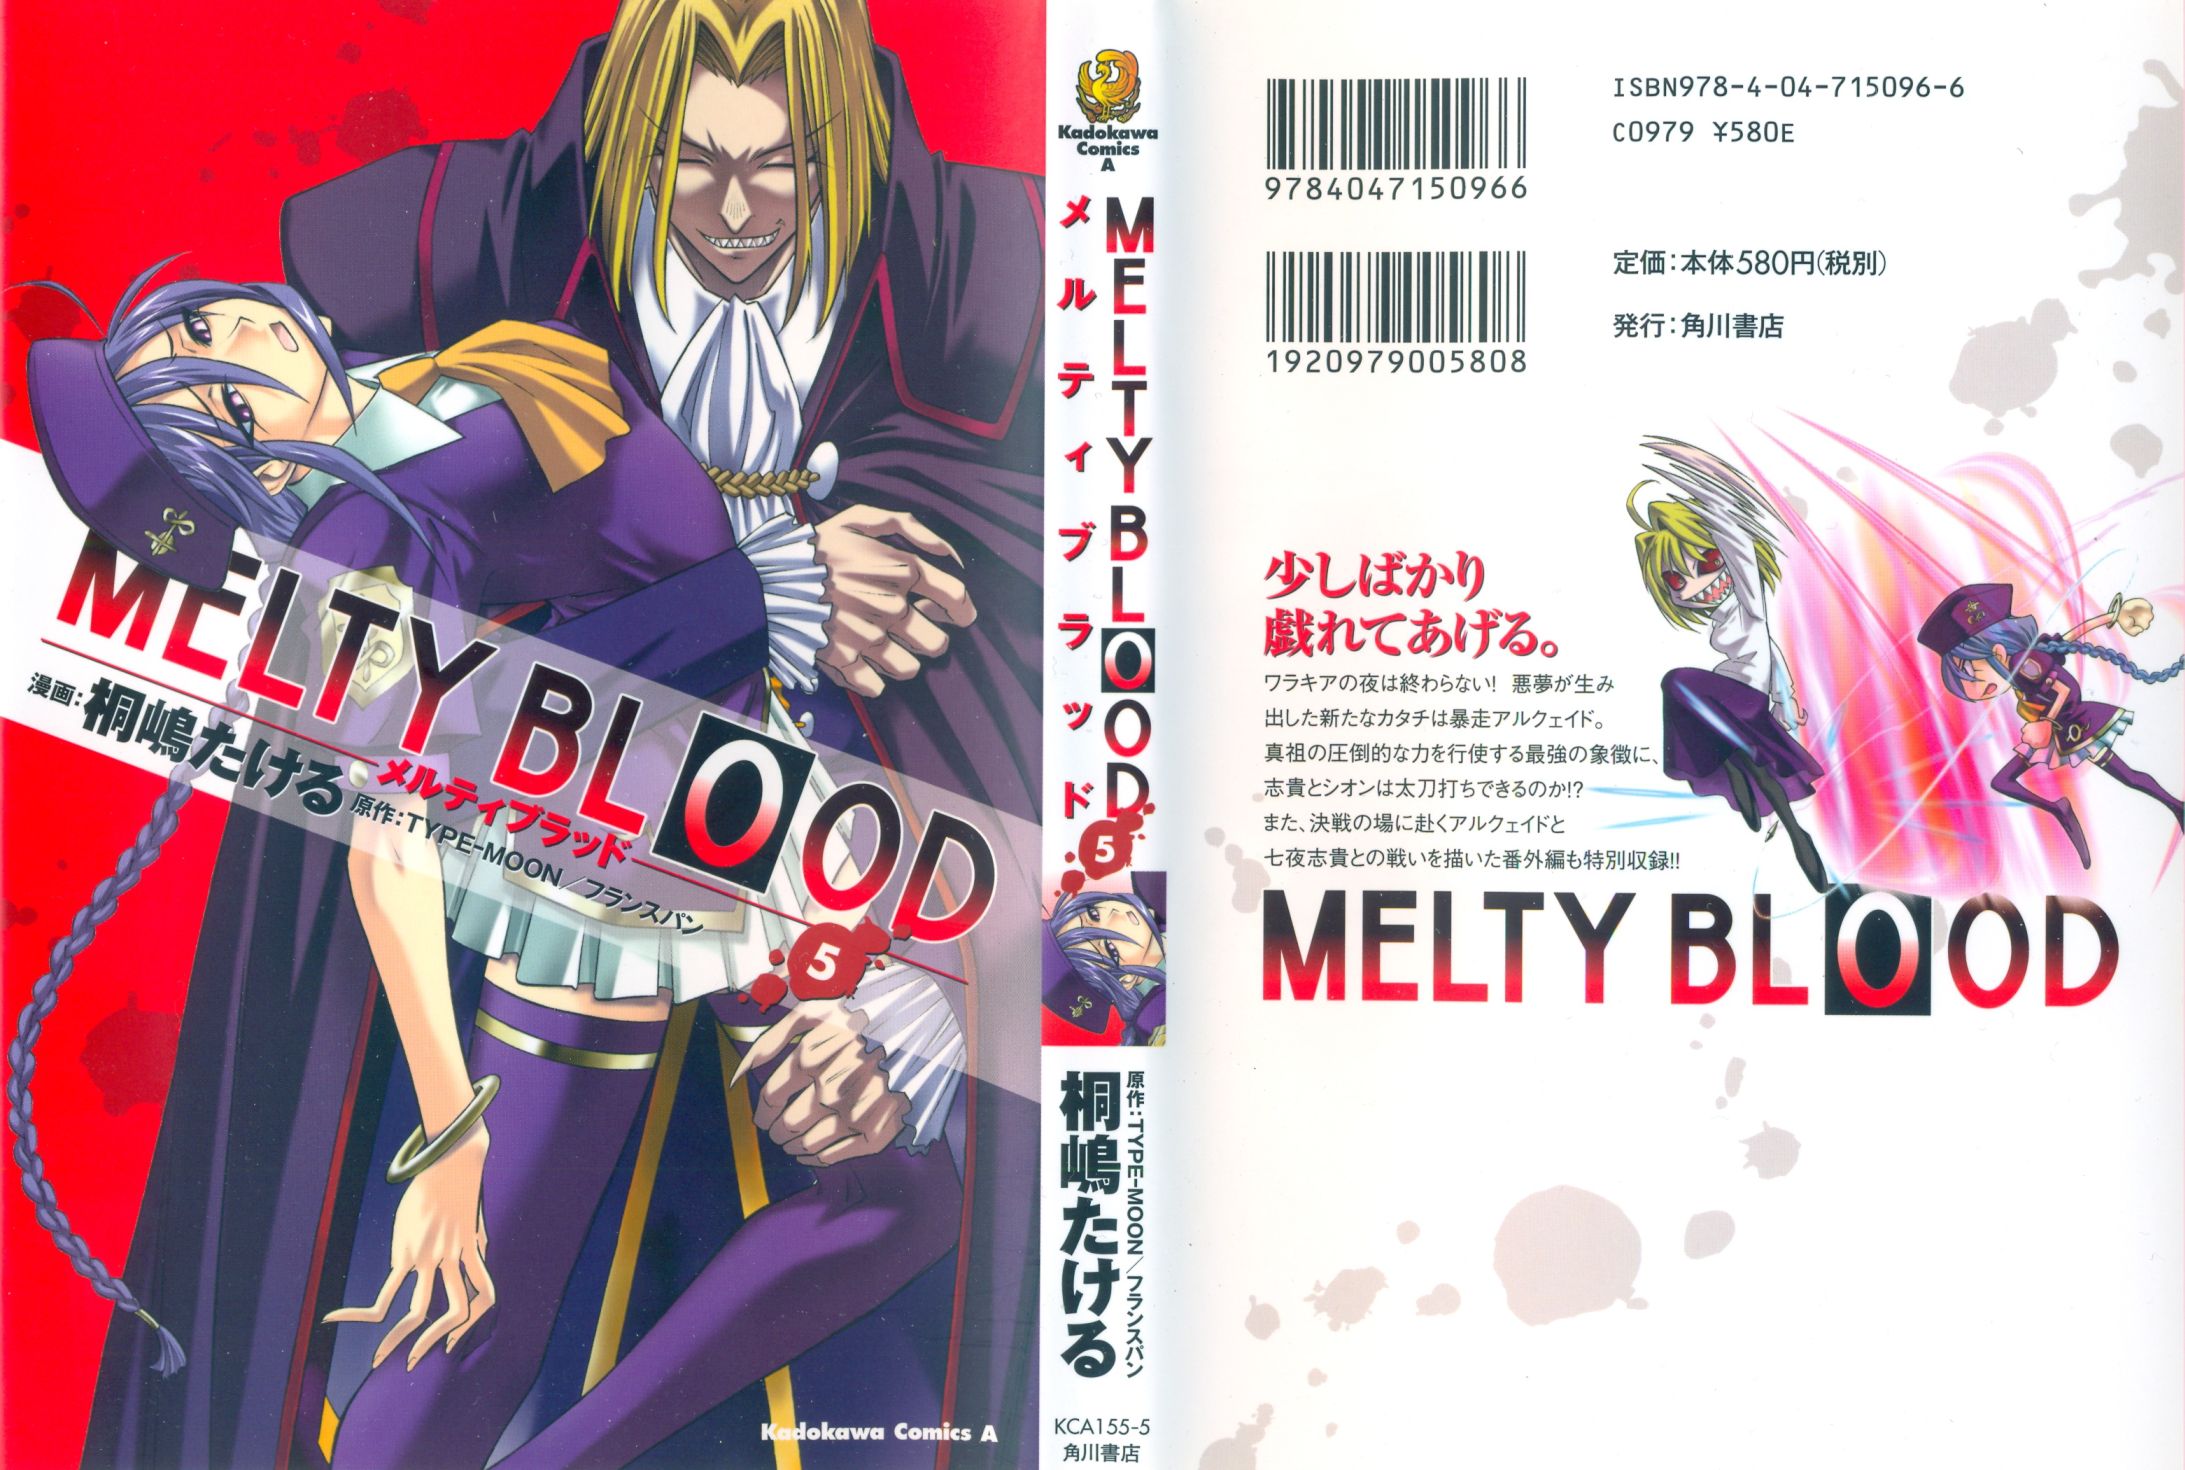 MELTY BLOOD
メルティブラッド
5
漫画:桐嶋たける
原作:TYPE-MOON/フランスパン
Kadokawa Comics A
Kadokawa
Comics
A
MELTY BLOOD
メルティブラッド
5
原作:TYPE-MOON/フランスパン
桐嶋たける
KCA155-5
角川書店
9784047150966
1920979005808
ISBN978-4-04-715096-6
C0979 ¥580E
定価:本体580円(税別)
発行:角川書店
少しばかり
戯れてあげる。
ワラキアの夜は終わらない! 悪夢が生み
出した新たなカタチは暴走アルクェイド。
真祖の圧倒的な力を行使する最強の象徴に、
志貴とシオンは太刀打ちできるのか!?
また、決戦の場に赴くアルクェイドと
七夜志貴との戦いを描いた番外編も特別収録!!
MELTY BLOOD